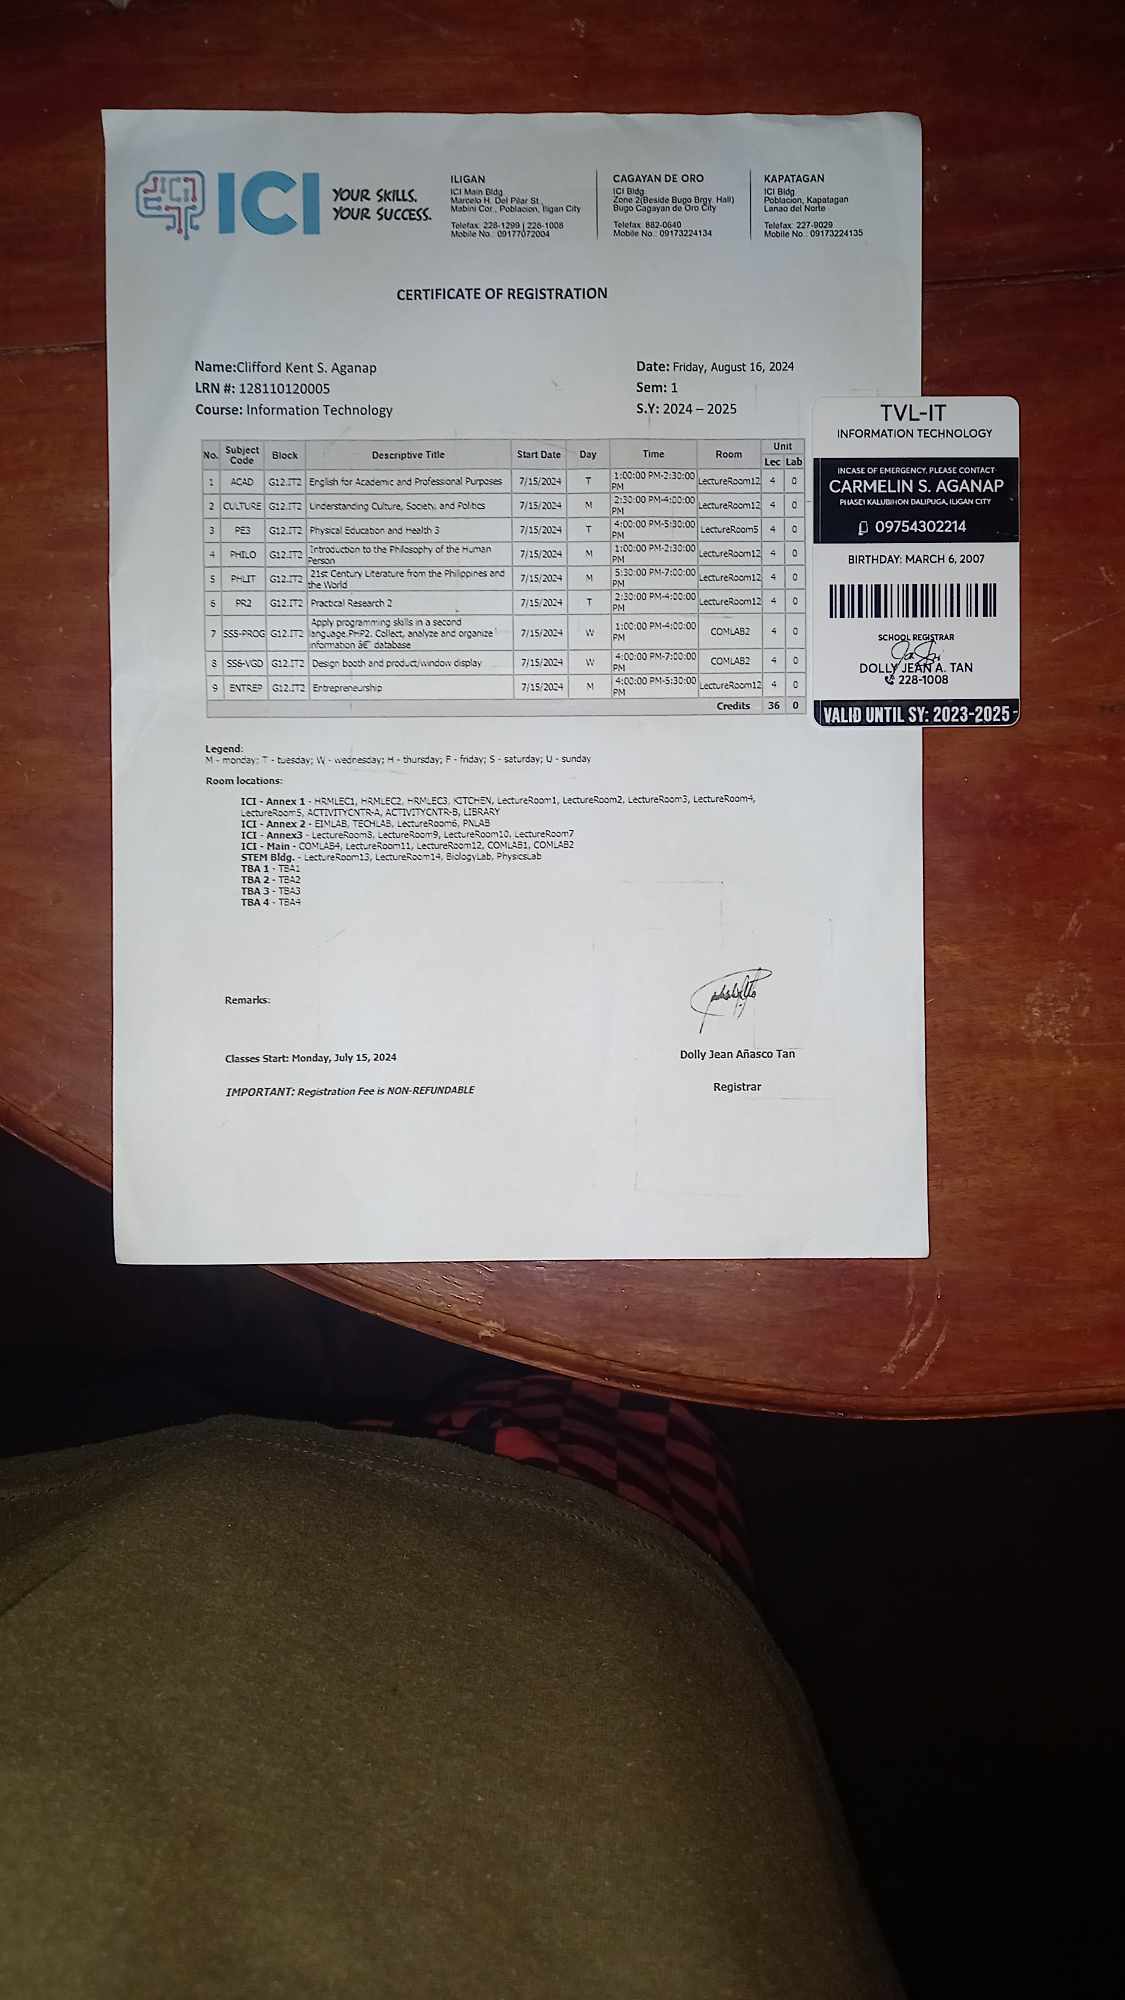 ICI YOUR SKILLS.
YOUR SUCCESS.
ILIGAN
ICI Main Bldg
Marcelo H. Del Pilar St.,
Mabini Cor., Poblacion, Iligan City
Telefax: 228-1299 | 228-1008
Mobile No.: 09177072004
CAGAYAN DE ORO
ICI Bldg.
Zone 2(Beside Bugo Brgy. Hall)
Bugo Cagayan de Oro City
Telefax: 882-0640
Mobile No.: 09173224134
KAPATAGAN
ICI Bldg.
Poblacion, Kapatagan
Lanao del Norte
Telefax: 227-9029
Mobile No.: 09173224135
CERTIFICATE OF REGISTRATION
Name:Clifford Kent S. Aganap Date: Friday, August 16, 2024
LRN #: 128110120005 Sem: 1
Course: Information Technology S.Y: 2024 – 2025
No. Subject Code Block Descriptive Title Start Date Day Time Room Unit
Lec Lab
1 ACAD G12.IT2 English for Academic and Professional Purposes 7/15/2024 T 1:00:00 PM-2:30:00 PM LectureRoom12 4 0
2 CULTURE G12.IT2 Understanding Culture, Society, and Politics 7/15/2024 M 2:30:00 PM-4:00:00 PM LectureRoom12 4 0
3 PE3 G12.IT2 Physical Education and Health 3 7/15/2024 T 4:00:00 PM-5:30:00 PM LectureRoom5 4 0
4 PHILO G12.IT2 Introduction to the Philosophy of the Human Person 7/15/2024 M 1:00:00 PM-2:30:00 PM LectureRoom12 4 0
5 PHLIT G12.IT2 21st Century Literature from the Philippines and the World 7/15/2024 M 5:30:00 PM-7:00:00 PM LectureRoom12 4 0
6 PR2 G12.IT2 Practical Research 2 7/15/2024 T 2:30:00 PM-4:00:00 PM LectureRoom12 4 0
7 SSS-PROG G12.IT2 Apply programming skills in a second language.PHP2. Collect, analyze and organize information â€" database 7/15/2024 W 1:00:00 PM-4:00:00 PM COMLAB2 4 0
8 SS6-VGD G12.IT2 Design booth and product/window display 7/15/2024 W 4:00:00 PM-7:00:00 PM COMLAB2 4 0
9 ENTREP G12.IT2 Entrepreneurship 7/15/2024 M 4:00:00 PM-5:30:00 PM LectureRoom12 4 0
Credits 36 0
Legend:
M - monday; T - tuesday; W - wednesday; H - thursday; F - friday; S - saturday; U - sunday
Room locations:
ICI - Annex 1 - HRMLEC1, HRMLEC2, HRMLEC3, KITCHEN, LectureRoom1, LectureRoom2, LectureRoom3, LectureRoom4,
LectureRoom5, ACTIVITYCNTR-A, ACTIVITYCNTR-B, LIBRARY
ICI - Annex 2 - EIMLAB, TECHLAB, LectureRoom6, PNLAB
ICI - Annex3 - LectureRoom8, LectureRoom9, LectureRoom10, LectureRoom7
ICI - Main - COMLAB4, LectureRoom11, LectureRoom12, COMLAB1, COMLAB2
STEM Bldg. - LectureRoom13, LectureRoom14, BiologyLab, PhysicsLab
TBA 1 - TBA1
TBA 2 - TBA2
TBA 3 - TBA3
TBA 4 - TBA4
Remarks:
Classes Start: Monday, July 15, 2024
IMPORTANT: Registration Fee is NON-REFUNDABLE
Dolly Jean Añasco Tan
Registrar
TVL-IT
INFORMATION TECHNOLOGY
INCASE OF EMERGENCY, PLEASE CONTACT
CARMELIN S. AGANAP
PHASE1 KALUBIHON DALIPUGA, ILIGAN CITY
09754302214
BIRTHDAY: MARCH 6, 2007
SCHOOL REGISTRAR
DOLLY JEAN A. TAN
228-1008
VALID UNTIL SY: 2023-2025